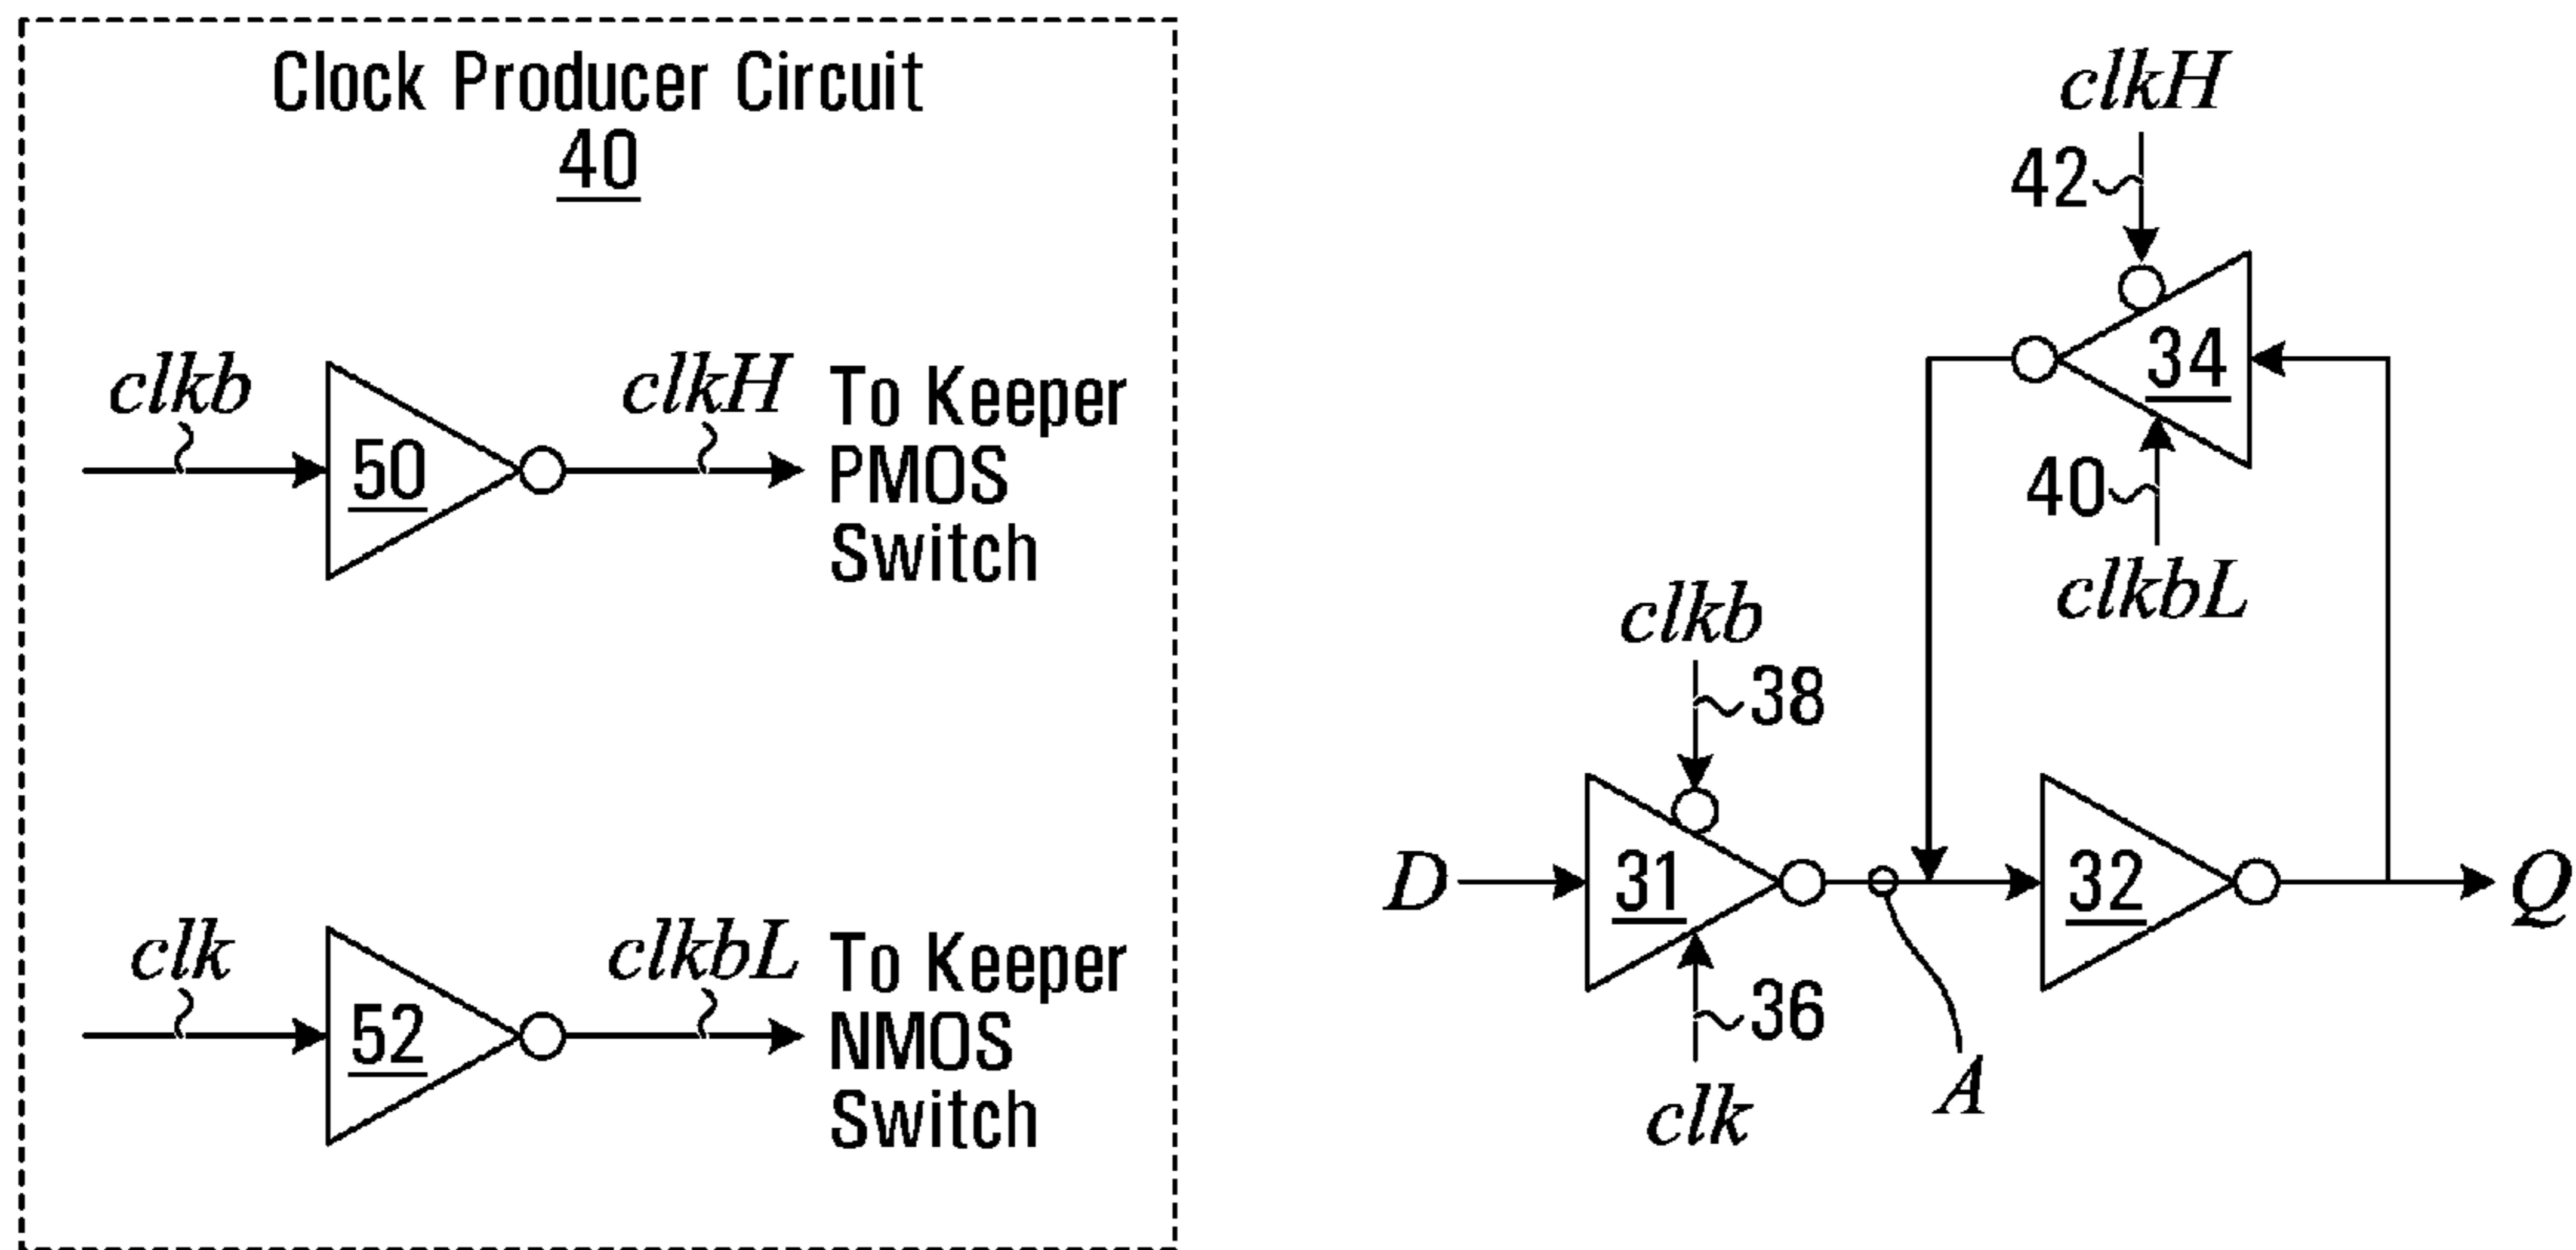 Clock Producer Circuit
40
clkb
50
clkH
To Keeper
PMOS
Switch
clk
52
clkbL
To Keeper
NMOS
Switch
clkH
42
34
40
clkbL
clkb
38
D
31
32
Q
36
clk
A